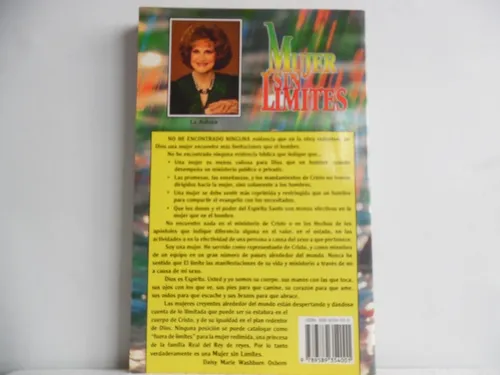 MUJER
SIN
LIMITES
La Autora
NO HE ENCONTRADO NINGUNA evidencia que en la obra redentora de
Dios una mujer encuentre más limitaciones que el hombre.
No he encontrado ninguna evidencia bíblica que indique que...
Una mujer es menos valiosa para Dios que un hombre cuando
desempeña un ministerio público o privado.
Las promesas, las enseñanzas, y los mandamientos de Cristo no fueron
dirigidos hacia la mujer, sino solamente a los hombres.
Una mujer se debe sentir más reprimida y restringida que un hombre
para compartir el evangelio con los necesitados.
Que los dones y el poder del Espíritu Santo son menos efectivos en la
mujer que en el hombre.
No encuentro nada en el ministerio de Cristo o en los Hechos de los
apóstoles que indique diferencia alguna en el valor, en el estado, en las
actividades o en la efectividad de una persona a causa del sexo a que pertenece.
Soy una mujer. He servido como representante de Cristo, y como miembro
de un equipo en un gran número de países alrededor del mundo. Nunca he
sentido que El limite las manifestaciones de su vida y ministerio a través de mí
a causa de mi sexo.
Dios es Espíritu. Usted y yo somos su cuerpo, sus manos con las que toca,
sus ojos con los que ve, sus pies para que camine, su corazón para que ame,
sus oídos para que escuche y sus brazos para que abrace.
Las mujeres creyentes alrededor del mundo están despertando y dándose
cuenta de lo ilimitada que puede ser su estatura en el
cuerpo de Cristo, y de su igualdad en el plan redentor
de Dios. Ninguna posición se puede catalogar como
"fuera de límites" para la mujer redimida, una princesa
de la familia Real del Rey de reyes. Por lo tanto
verdaderamente es una Mujer sin Límites.
Daisy Marie Washburn Osborn